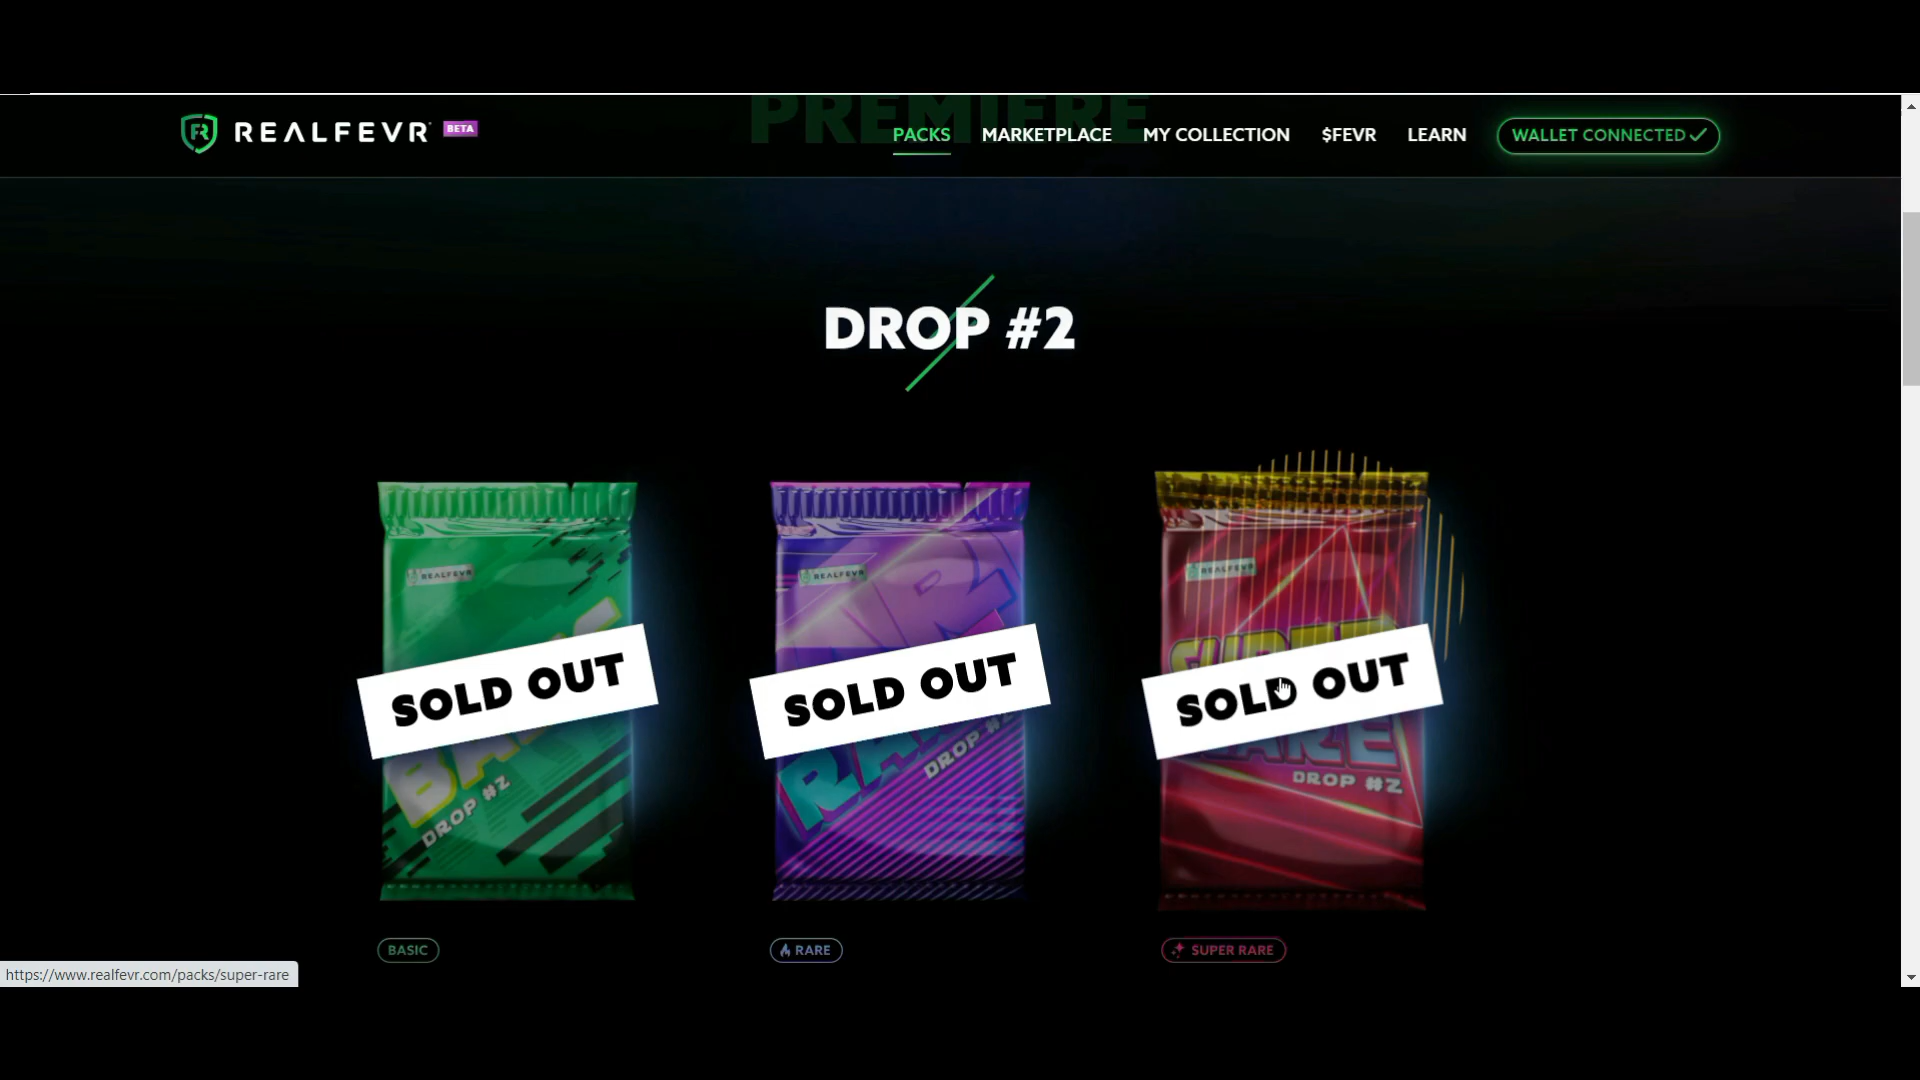 PREMIERE
REALFEVR BETA
PACKS MARKETPLACE MY COLLECTION $FEVR LEARN WALLET CONNECTED
DROP #2
REALFEVR
SOLD OUT
DROP #2
BASIC
REALFEVR
SOLD OUT
DROP #2
RARE
REALFEVR
SOLD OUT
DROP #2
SUPER RARE
https://www.realfevr.com/packs/super-rare